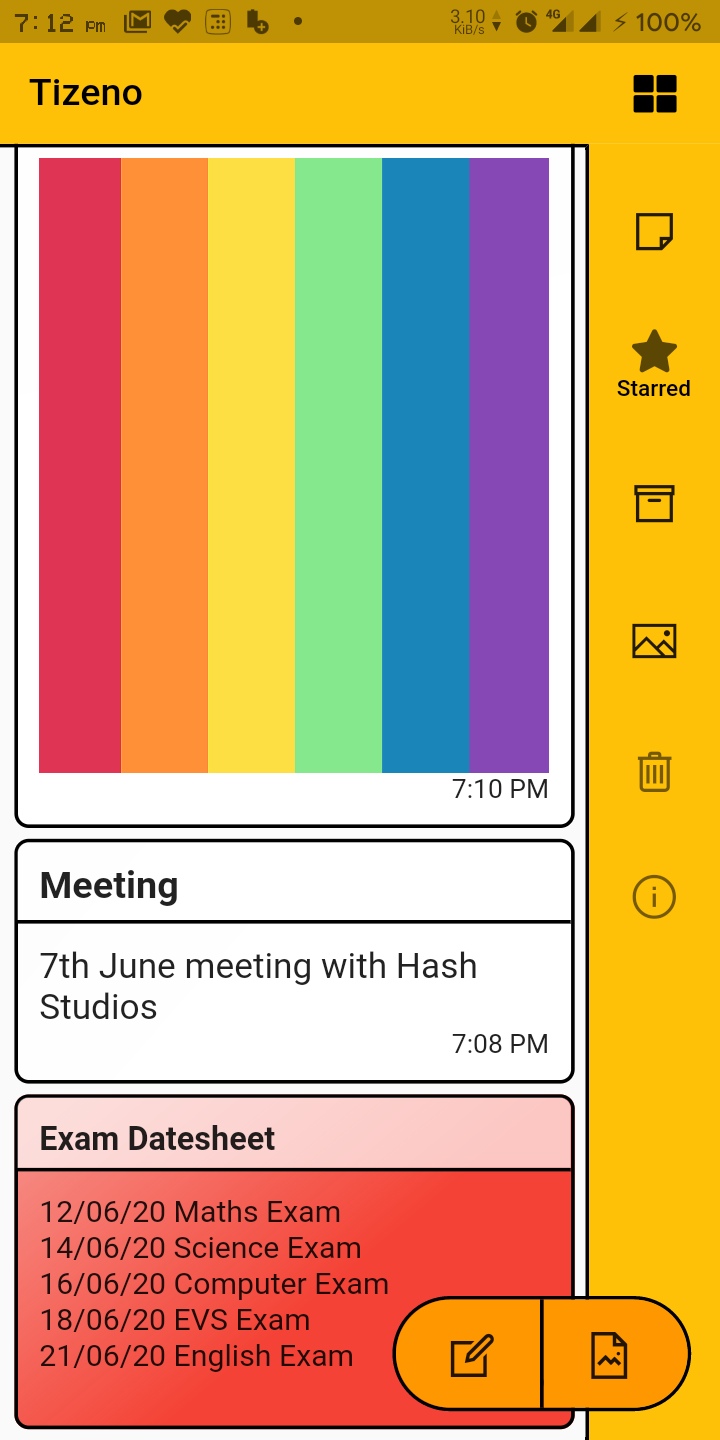 7:12 pm
3.10
KiB/s
4G
100%
Tizeno
Starred
7:10 PM
Meeting
7th June meeting with Hash
Studios
7:08 PM
Exam Datesheet
12/06/20 Maths Exam
14/06/20 Science Exam
16/06/20 Computer Exam
18/06/20 EVS Exam
21/06/20 English Exam